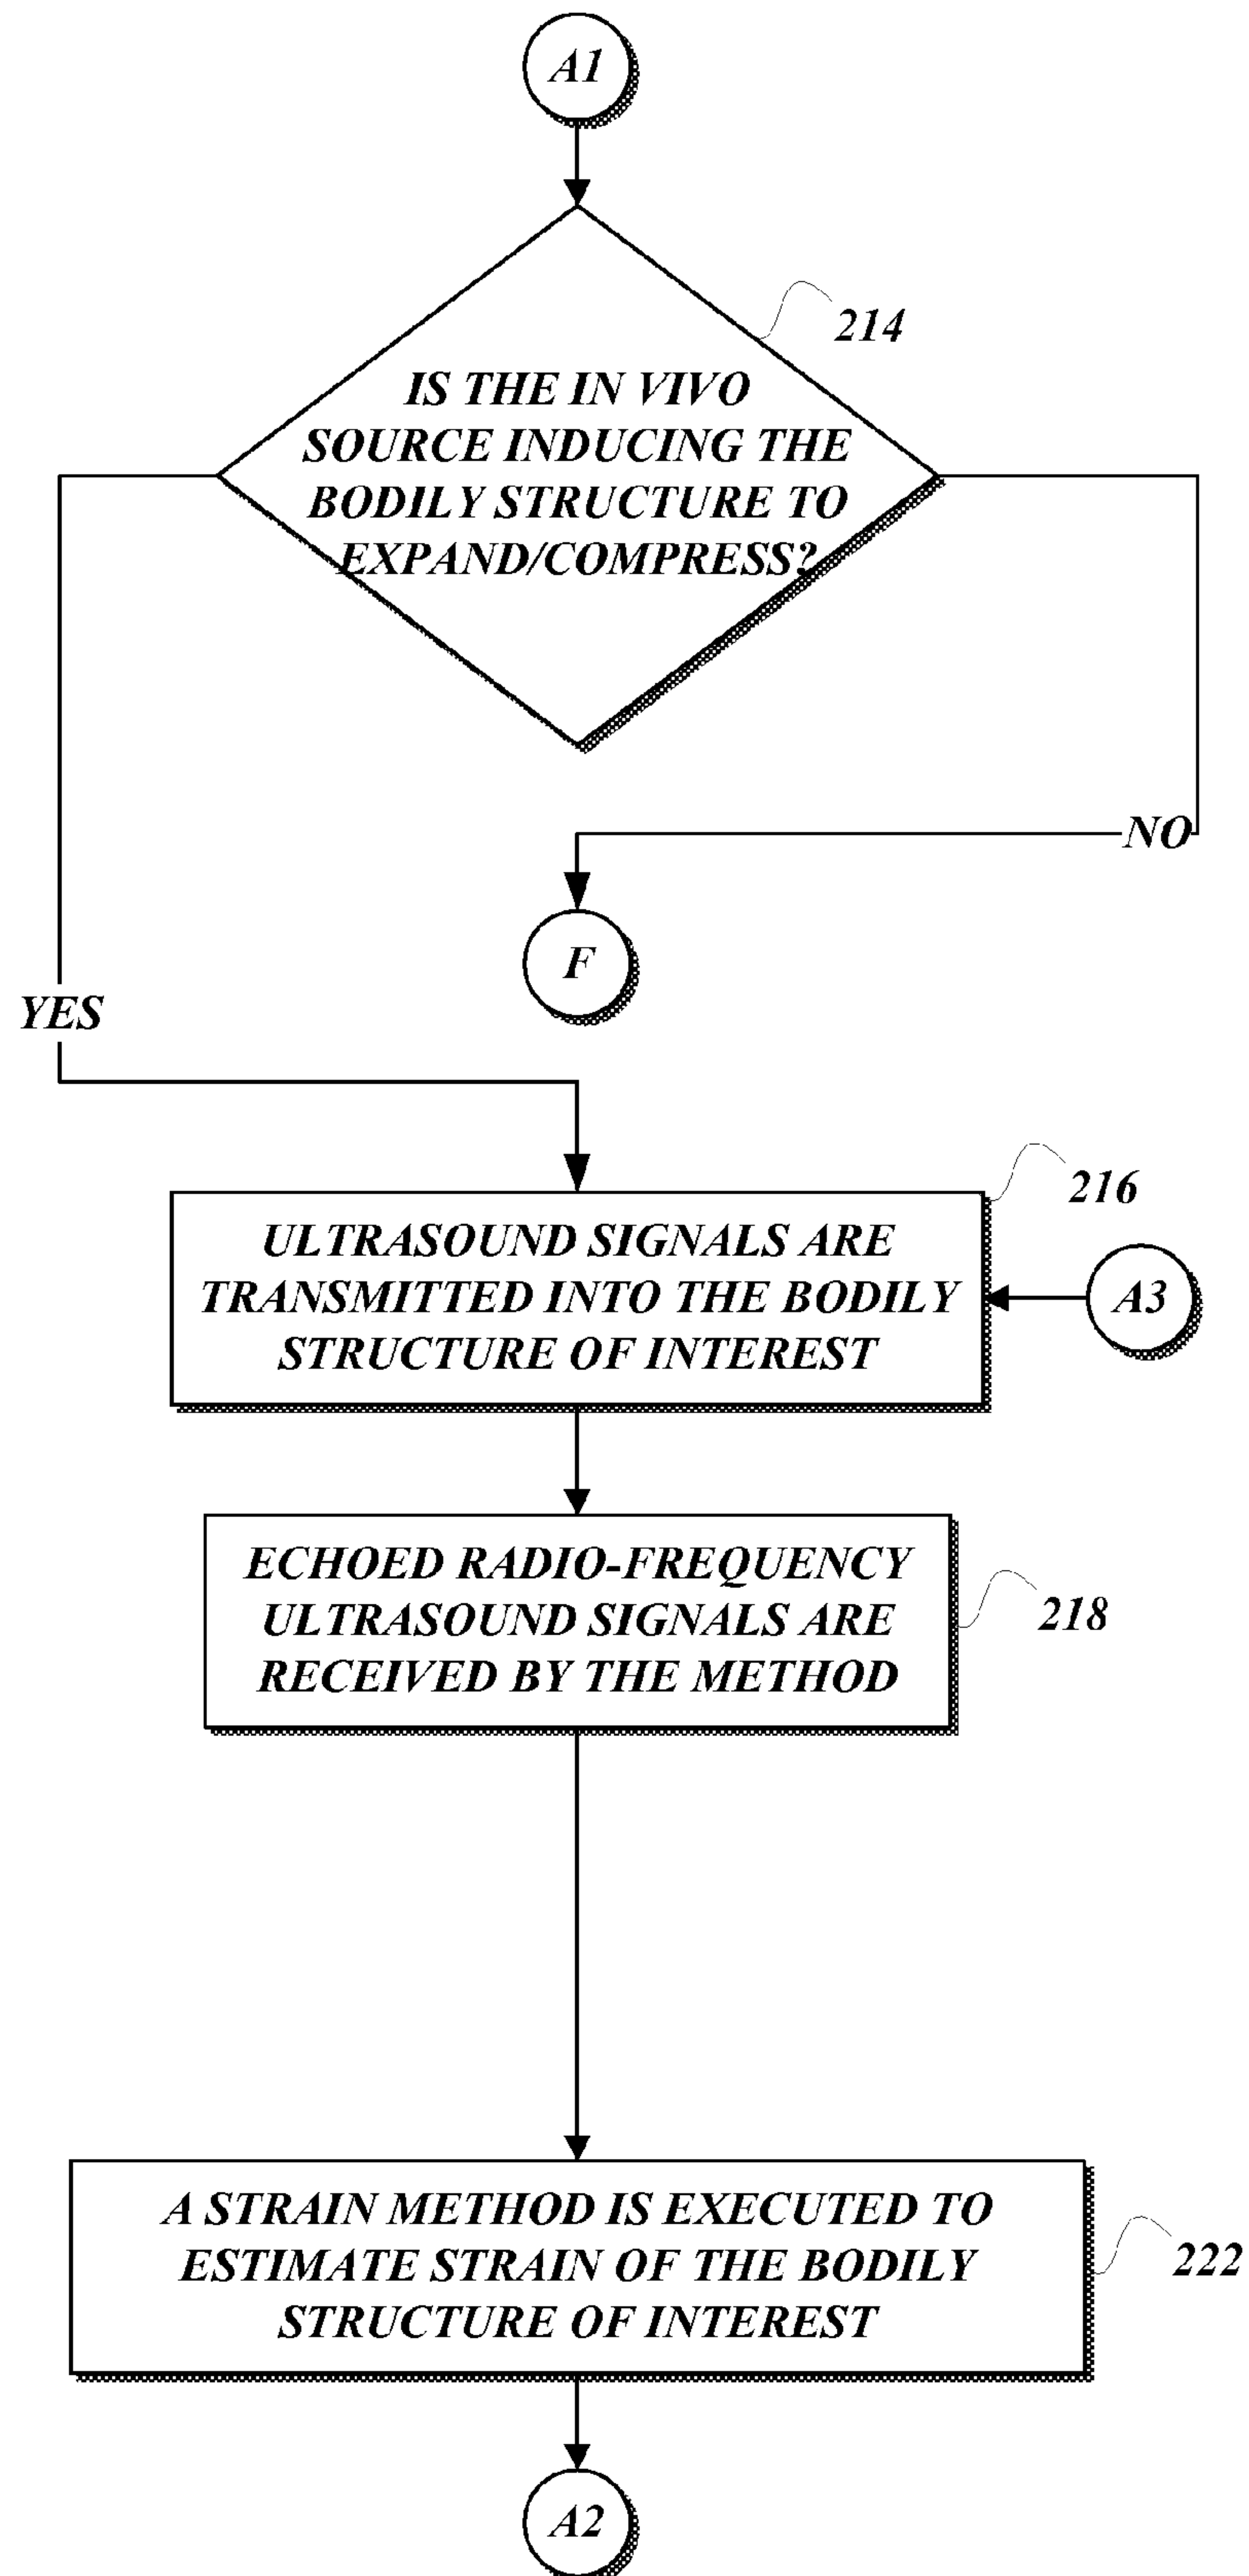 A1
214
IS THE IN VIVO
SOURCE INDUCING THE
BODILY STRUCTURE TO
EXPAND/COMPRESS?
NO
F
YES
216
ULTRASOUND SIGNALS ARE
TRANSMITTED INTO THE BODILY
STRUCTURE OF INTEREST
A3
ECHOED RADIO-FREQUENCY
ULTRASOUND SIGNALS ARE
RECEIVED BY THE METHOD
218
A STRAIN METHOD IS EXECUTED TO
ESTIMATE STRAIN OF THE BODILY
STRUCTURE OF INTEREST
222
A2